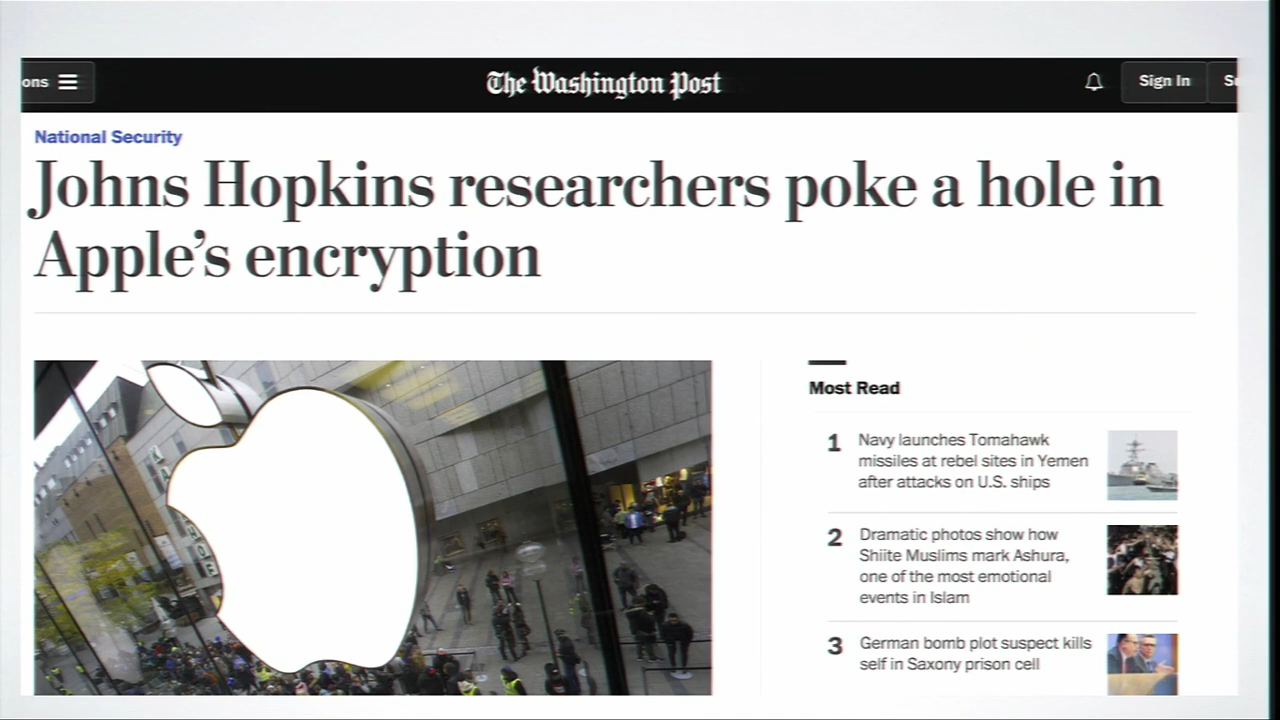 ons
The Washington Post
Sign In
National Security
Johns Hopkins researchers poke a hole in
Apple’s encryption
Most Read
1 Navy launches Tomahawk
missiles at rebel sites in Yemen
after attacks on U.S. ships
2 Dramatic photos show how
Shiite Muslims mark Ashura,
one of the most emotional
events in Islam
3 German bomb plot suspect kills
self in Saxony prison cell